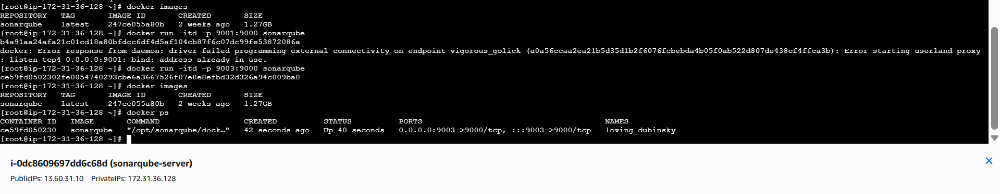 [root@ip-172-31-36-128 ~]# docker images
REPOSITORY   TAG       IMAGE ID       CREATED       SIZE
sonarqube    latest    247ce055a80b   2 weeks ago   1.27GB
[root@ip-172-31-36-128 ~]# docker run -itd -p 9001:9000 sonarqube
b4a91aa24afa21c01cd18a80bfdcc6df4d5af104cb87f6c07dc99fe53872086a
docker: Error response from daemon: driver failed programming external connectivity on endpoint vigorous_golick (a0a56ccaa2ea21b5d35d1b2f6076fcbebda4b05f0ab522d807de438cf4ffca3b): Error starting userland proxy
: listen tcp4 0.0.0.0:9001: bind: address already in use.
[root@ip-172-31-36-128 ~]# docker run -itd -p 9003:9000 sonarqube
ce59fd0502302fe0054740293cbe6a3667526f07e8e8efbd32d326a94c009ba8
[root@ip-172-31-36-128 ~]# docker images
REPOSITORY   TAG       IMAGE ID       CREATED       SIZE
sonarqube    latest    247ce055a80b   2 weeks ago   1.27GB
[root@ip-172-31-36-128 ~]# docker ps
CONTAINER ID   IMAGE       COMMAND                  CREATED          STATUS          PORTS                                       NAMES
ce59fd050230   sonarqube   "/opt/sonarqube/dock…"   42 seconds ago   Up 40 seconds   0.0.0.0:9003->9000/tcp, :::9003->9000/tcp   loving_dubinsky
[root@ip-172-31-36-128 ~]#
i-0dc8609697dd6c68d (sonarqube-server)
PublicIPs: 13.60.31.10 PrivateIPs: 172.31.36.128